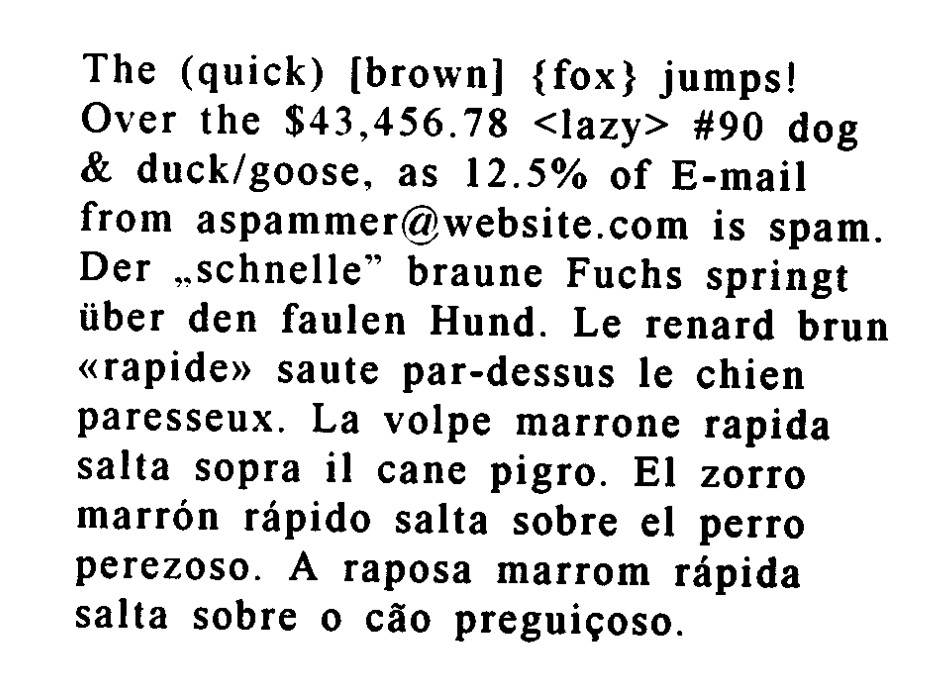 The (quick) [brown] {fox} jumps!
Over the $43,456.78 <lazy> #90 dog
& duck/goose, as 12.5% of E-mail
from aspammer@website.com is spam.
Der „schnelle” braune Fuchs springt
über den faulen Hund. Le renard brun
«rapide» saute par-dessus le chien
paresseux. La volpe marrone rapida
salta sopra il cane pigro. El zorro
marrón rápido salta sobre el perro
perezoso. A raposa marrom rápida
salta sobre o cão preguiçoso.